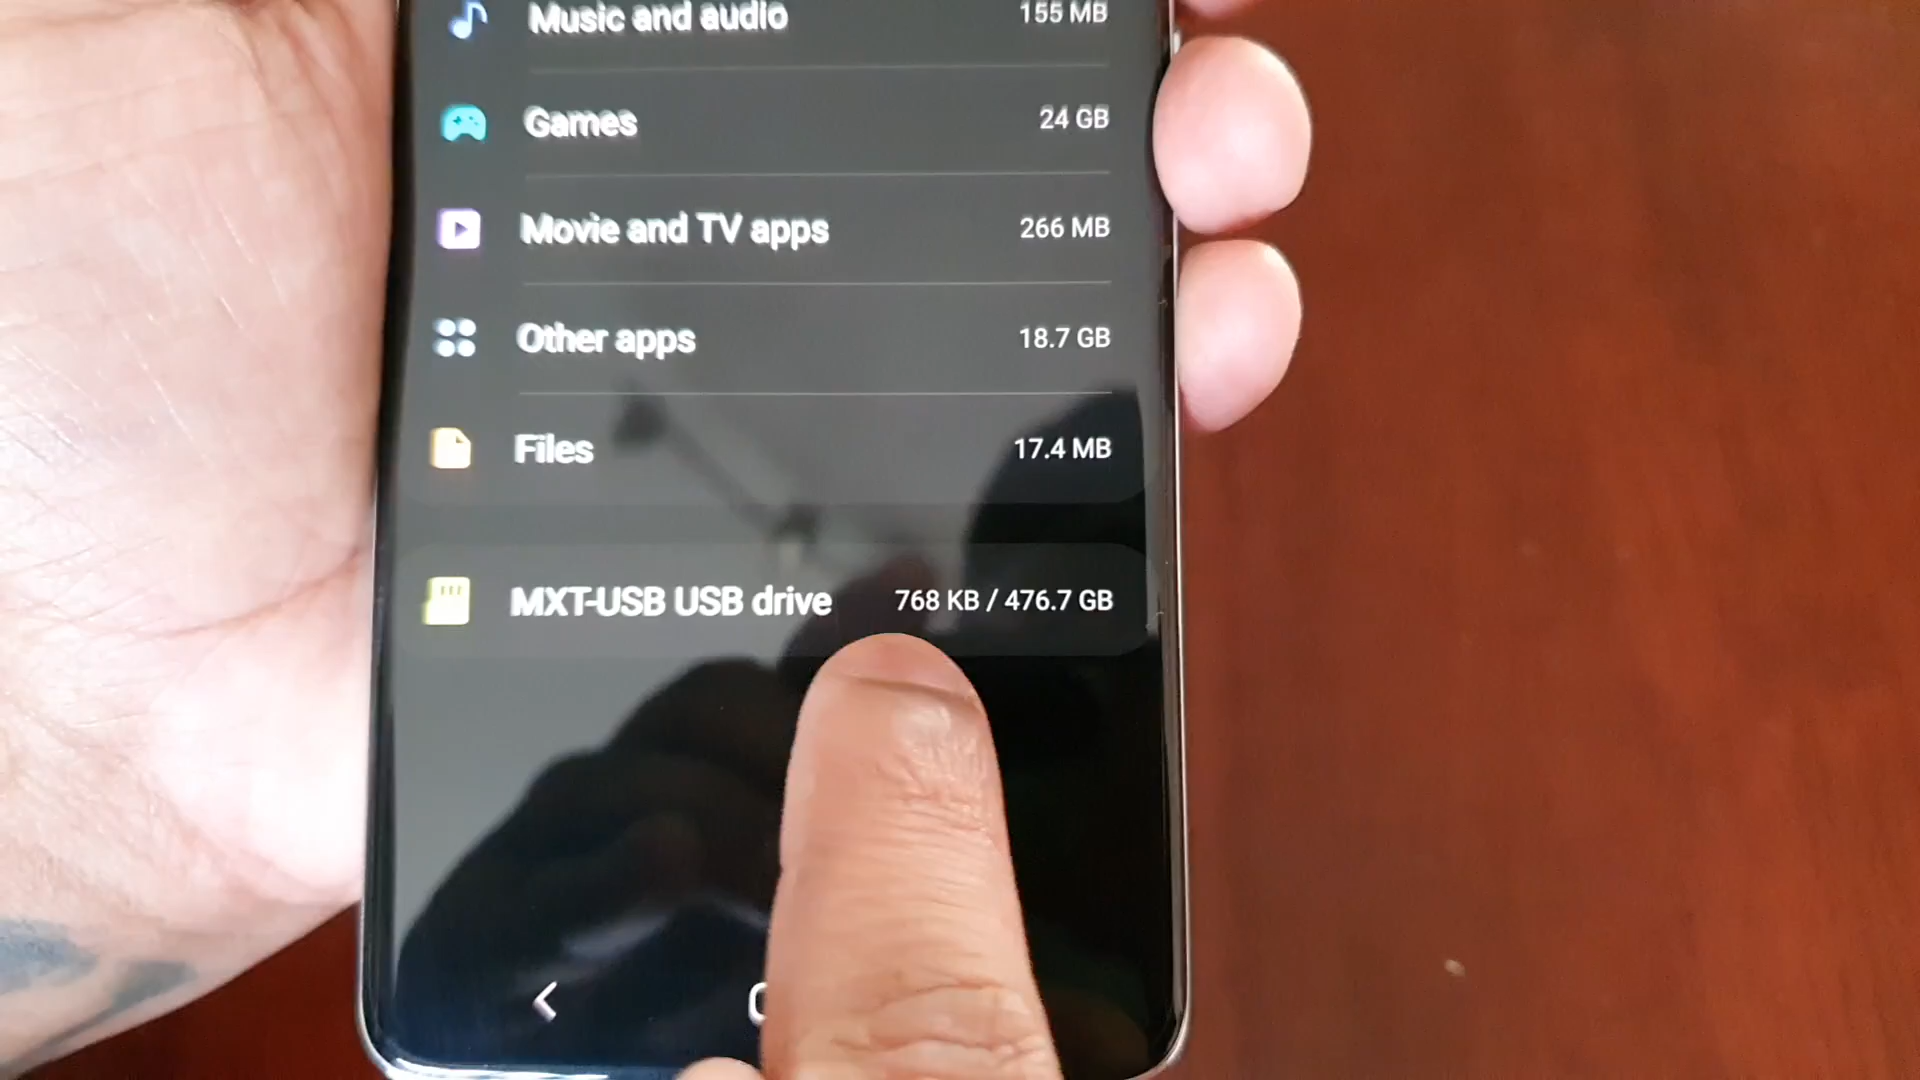 Music and audio 155 MB
Games 24 GB
Movie and TV apps 266 MB
Other apps 18.7 GB
Files 17.4 MB
MXT-USB USB drive 768 KB / 476.7 GB